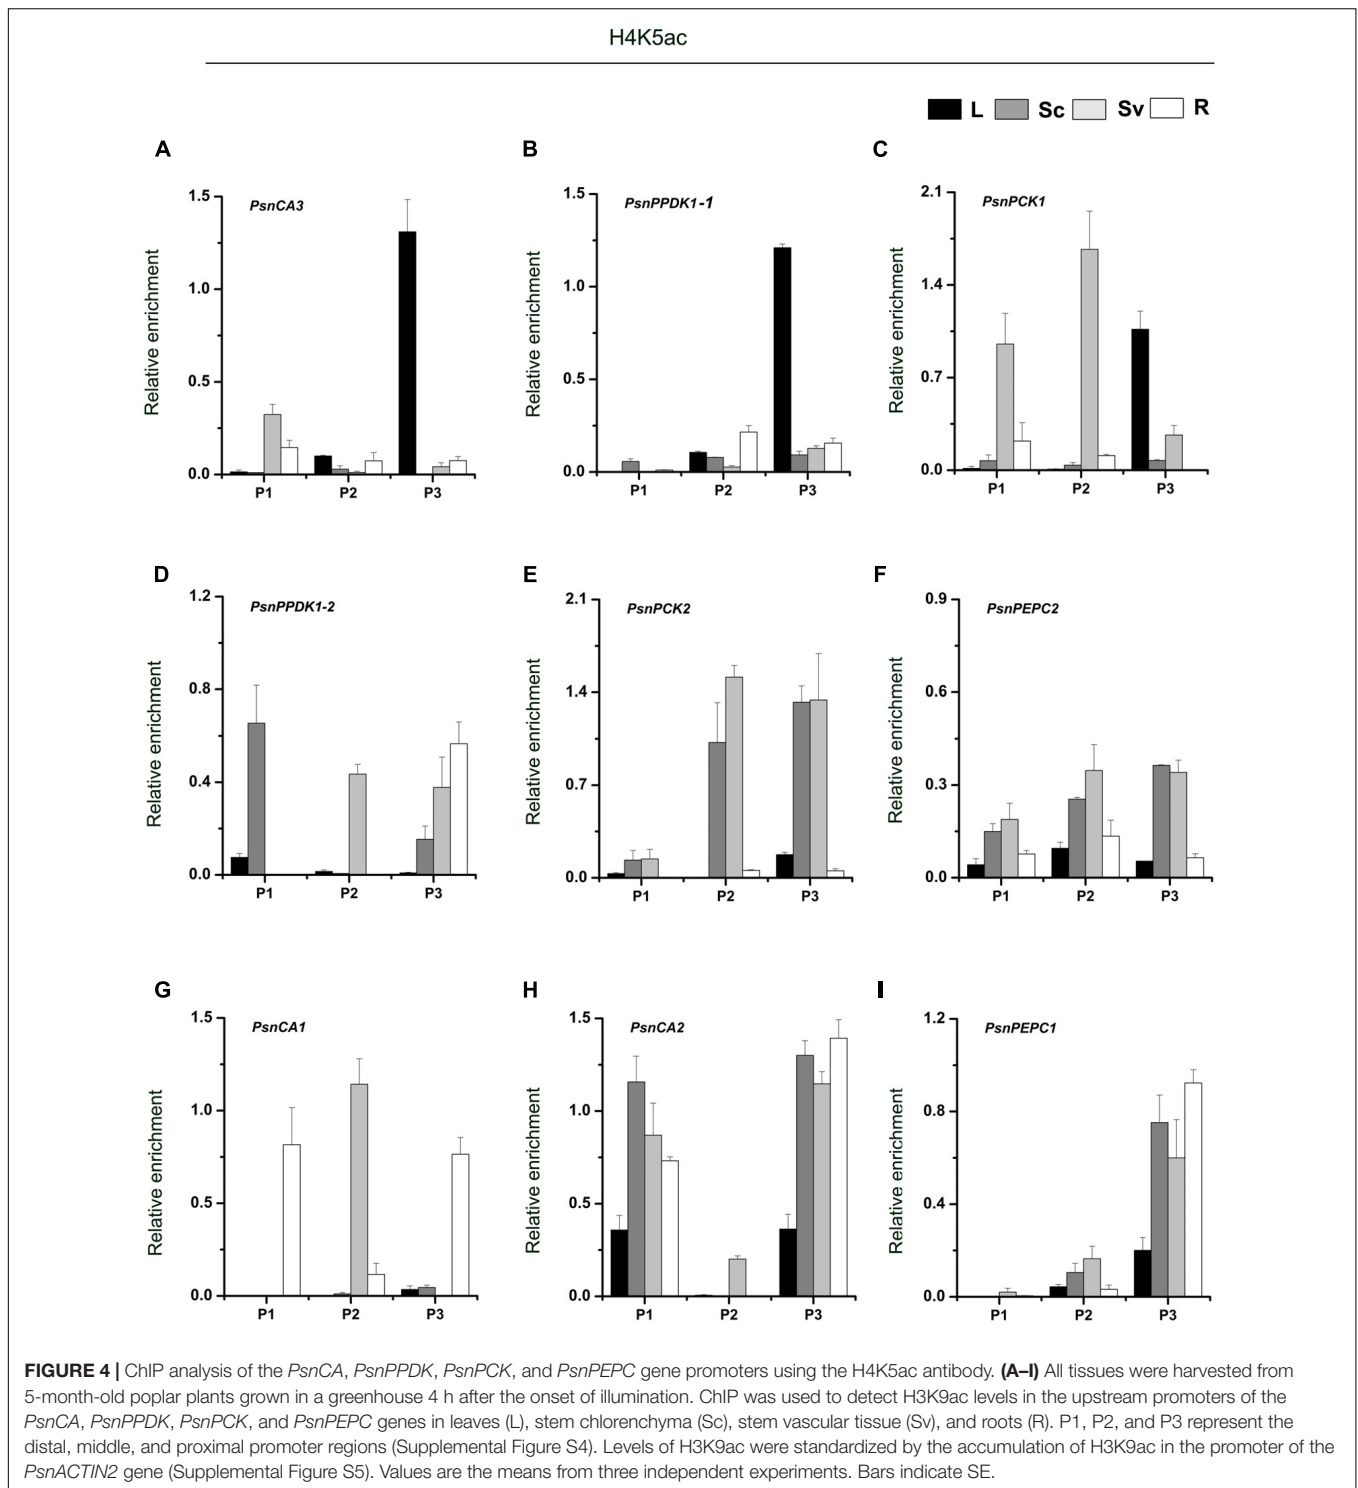 H4K5ac
L Sc Sv R
A B C
PsnCA3
1.5
1.0
0.5
0.0
Relative enrichment
P1 P2 P3
PsnPPDK1-1
1.5
1.0
0.5
0.0
Relative enrichment
P1 P2 P3
PsnPCK1
2.1
1.4
0.7
0.0
Relative enrichment
P1 P2 P3
D E F
PsnPPDK1-2
1.2
0.8
0.4
0.0
Relative enrichment
P1 P2 P3
PsnPCK2
2.1
1.4
0.7
0.0
Relative enrichment
P1 P2 P3
PsnPEPC2
0.9
0.6
0.3
0.0
Relative enrichment
P1 P2 P3
G H I
PsnCA1
1.5
1.0
0.5
0.0
Relative enrichment
P1 P2 P3
PsnCA2
1.5
1.0
0.5
0.0
Relative enrichment
P1 P2 P3
PsnPEPC1
1.2
0.8
0.4
0.0
Relative enrichment
P1 P2 P3
FIGURE 4 | ChIP analysis of the PsnCA, PsnPPDK, PsnPCK, and PsnPEPC gene promoters using the H4K5ac antibody. (A–I) All tissues were harvested from
5-month-old poplar plants grown in a greenhouse 4 h after the onset of illumination. ChIP was used to detect H3K9ac levels in the upstream promoters of the
PsnCA, PsnPPDK, PsnPCK, and PsnPEPC genes in leaves (L), stem chlorenchyma (Sc), stem vascular tissue (Sv), and roots (R). P1, P2, and P3 represent the
distal, middle, and proximal promoter regions (Supplemental Figure S4). Levels of H3K9ac were standardized by the accumulation of H3K9ac in the promoter of the
PsnACTIN2 gene (Supplemental Figure S5). Values are the means from three independent experiments. Bars indicate SE.